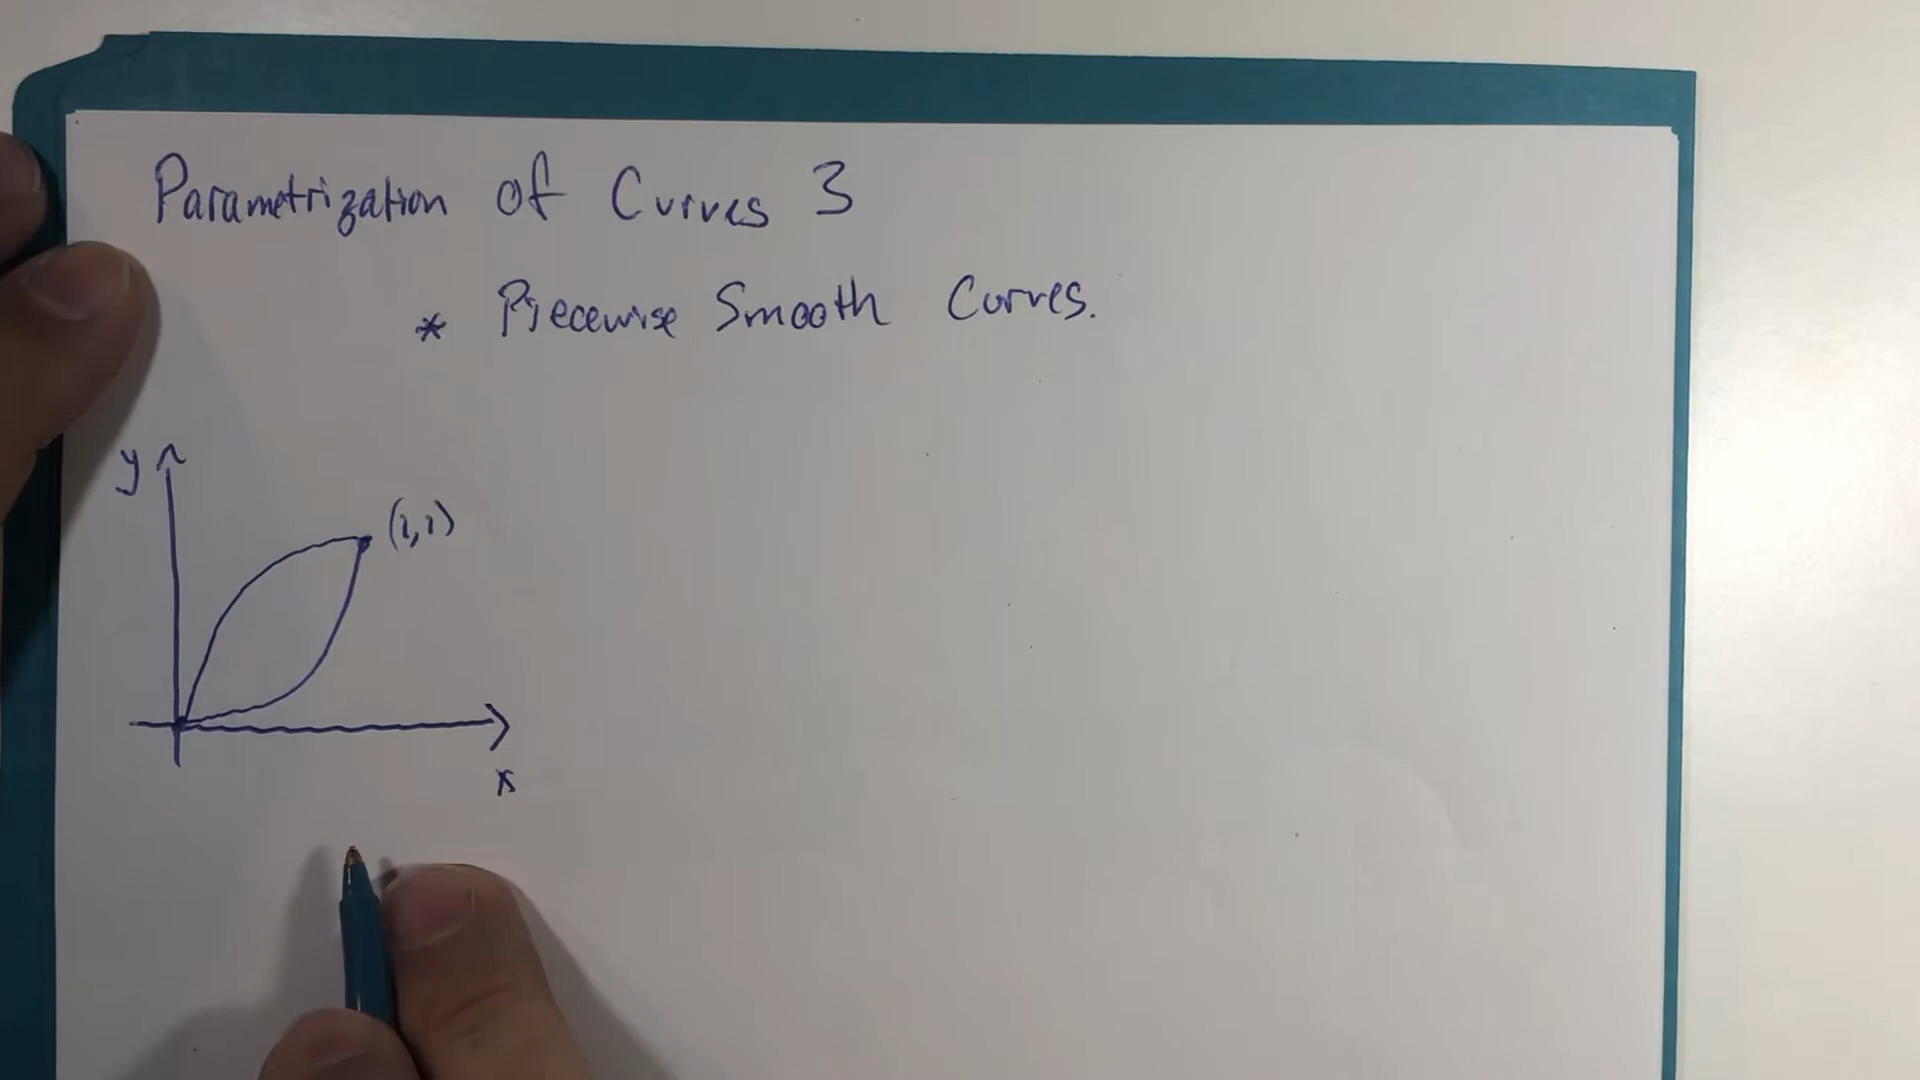 Parametrization of Curves 3
* Piecewise Smooth Curves.
y
(1,1)
x